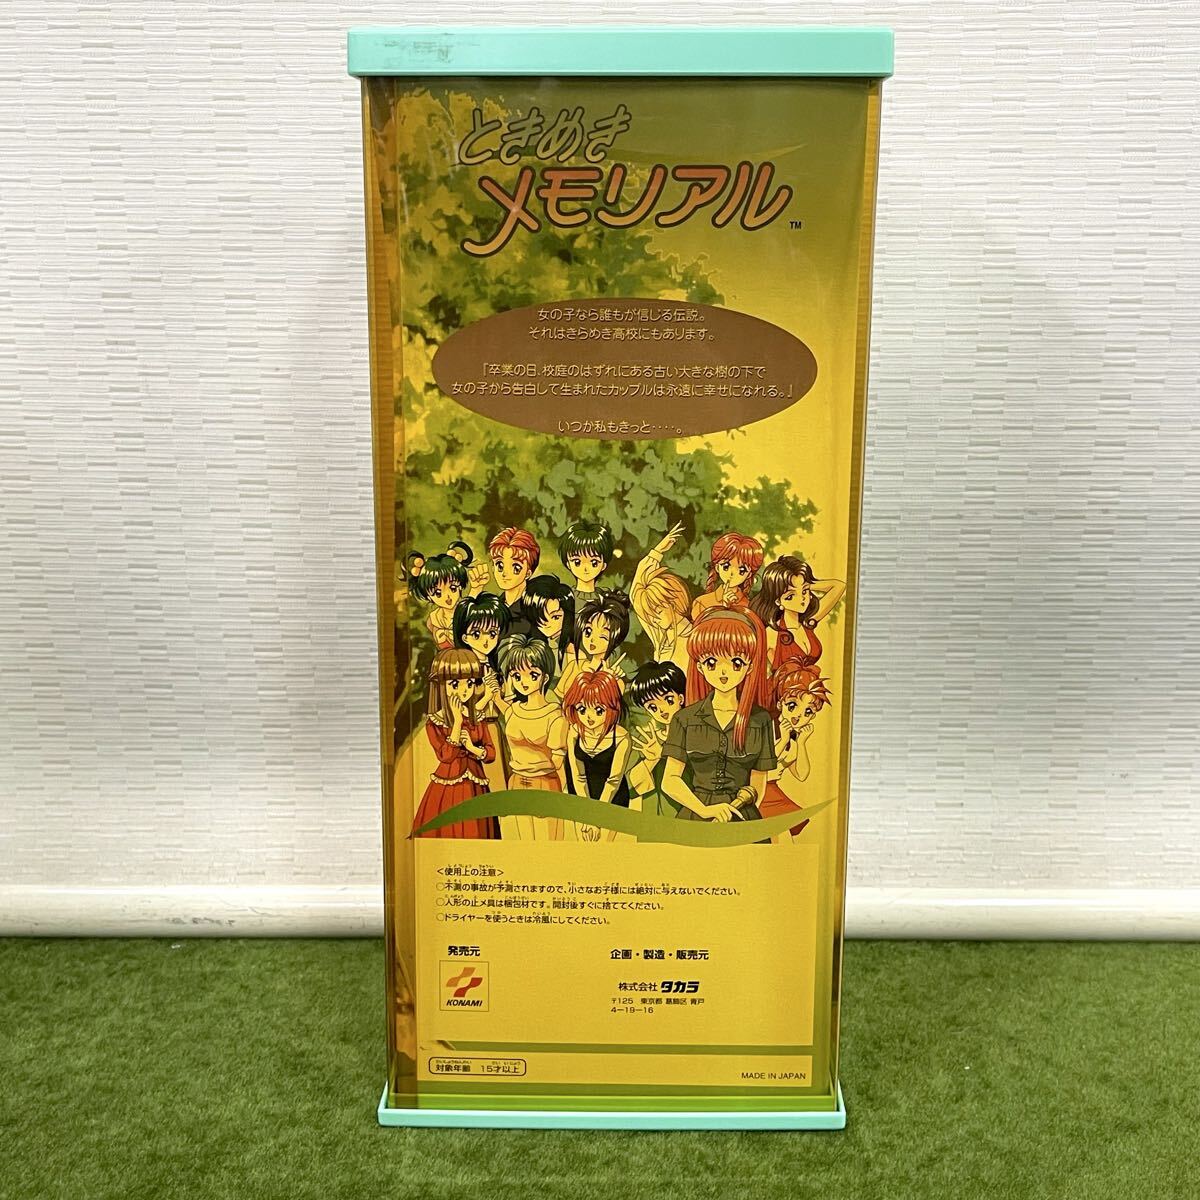 ときめき
メモリアル
TM
女の子なら誰もが信じる伝説。
それはきらめき高校にもあります。
『卒業の日、校庭のはずれにある古い大きな樹の下で
女の子から告白して生まれたカップルは永遠に幸せになれる。』
いつか私もきっと‥‥。
<使用上の注意>
○不測の事故が予測されますので、小さなお子様には絶対に与えないでください。
○人形の止メ具は梱包材です。開封後すぐに捨ててください。
○ドライヤーを使うときは冷風にしてください。
発売元
企画・製造・販売元
KONAMI
株式会社 タカラ
〒125 東京都 葛飾区 青戸
4-19-16
対象年齢 15才以上
MADE IN JAPAN